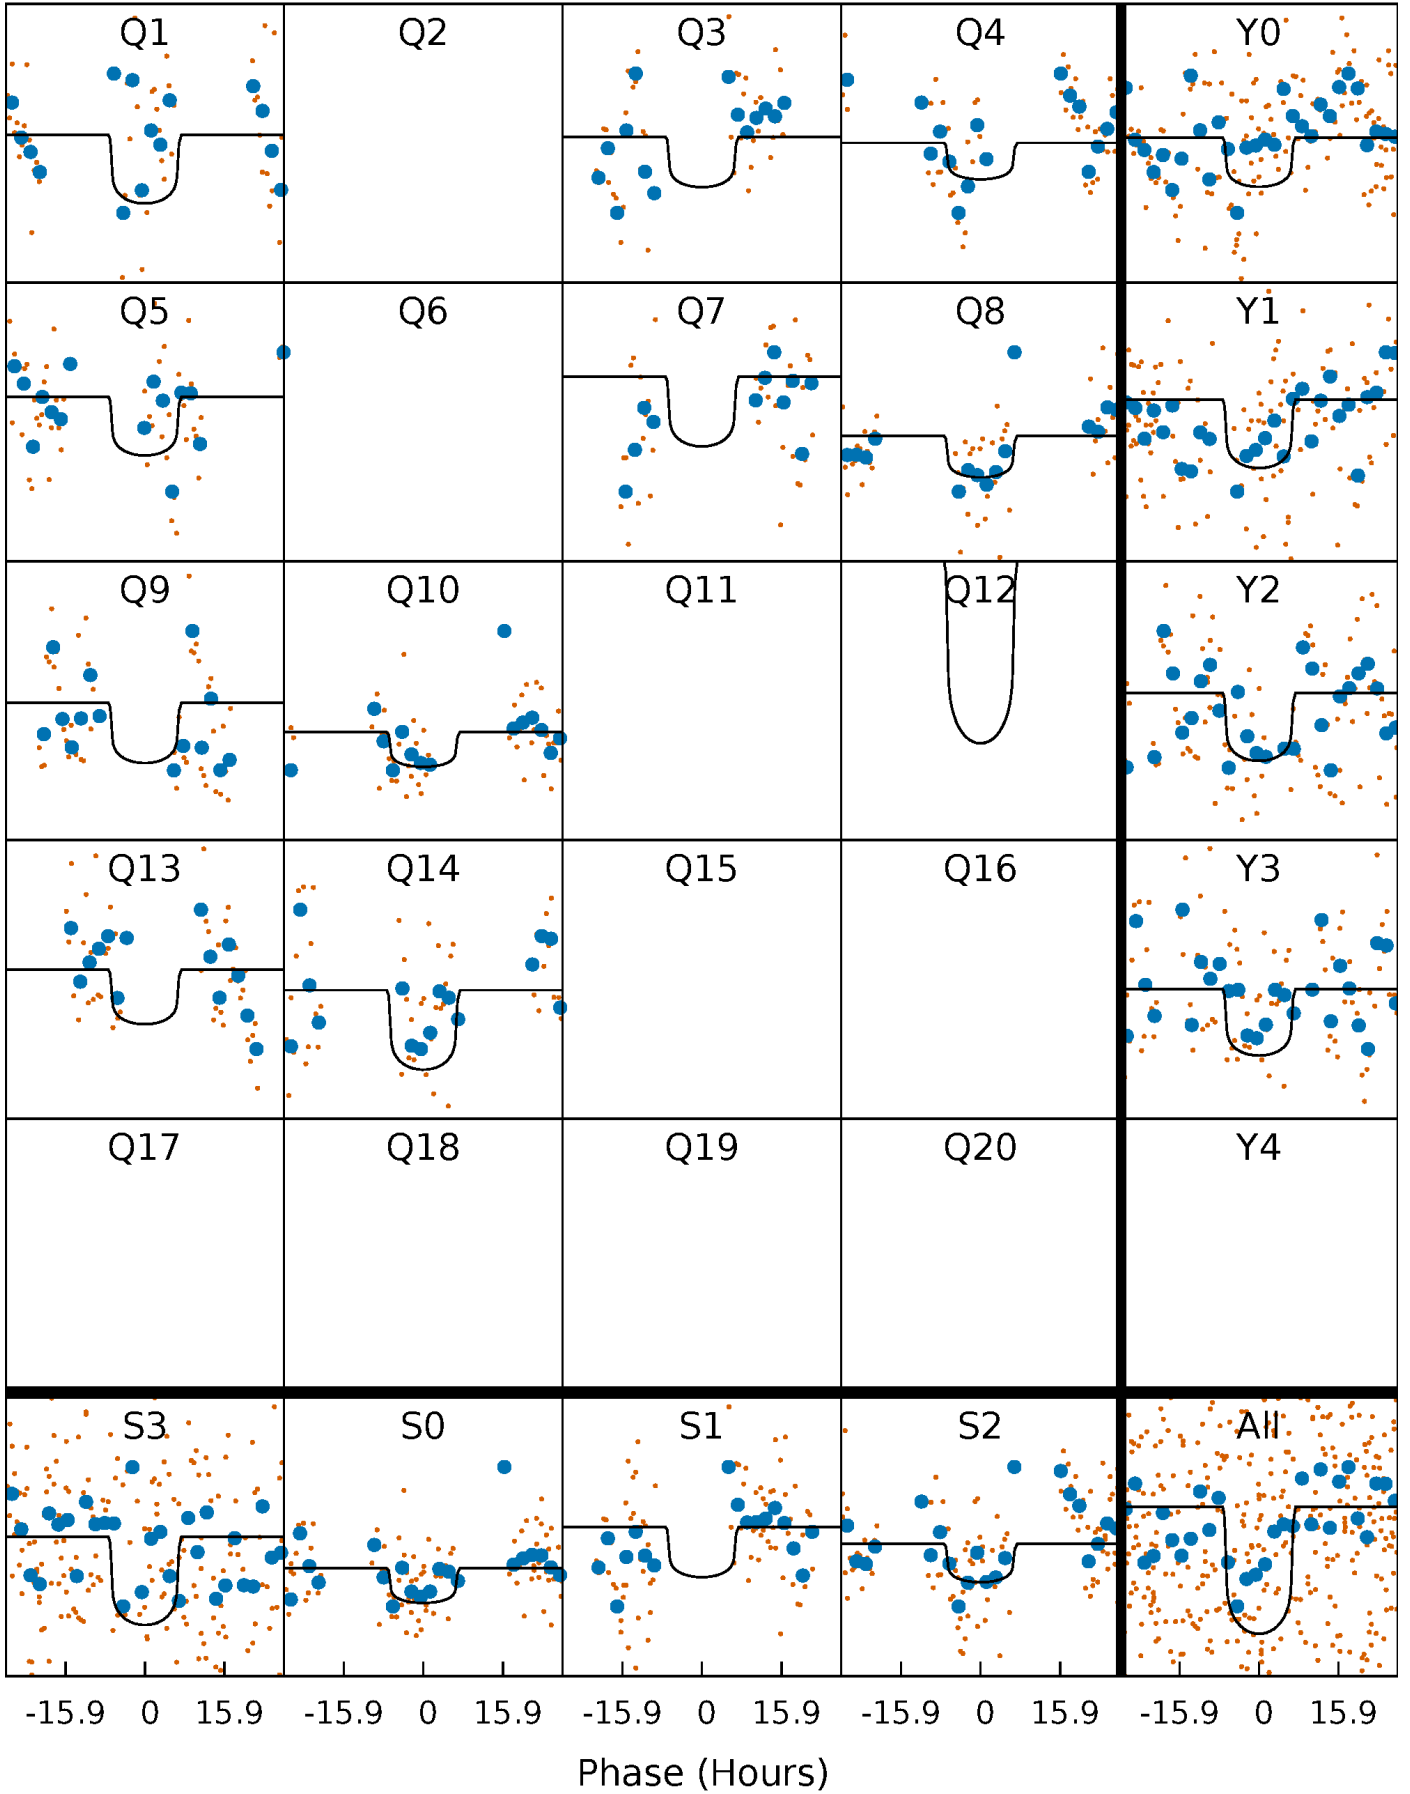 Q1 Q2 Q3 Q4 Y0
Q5 Q6 Q7 Q8 Y1
Q9 Q10 Q11 Q12 Y2
Q13 Q14 Q15 Q16 Y3
Q17 Q18 Q19 Q20 Y4
S3 S0 S1 S2 All
-15.9 0 15.9 -15.9 0 15.9 -15.9 0 15.9 -15.9 0 15.9 -15.9 0 15.9
Phase (Hours)